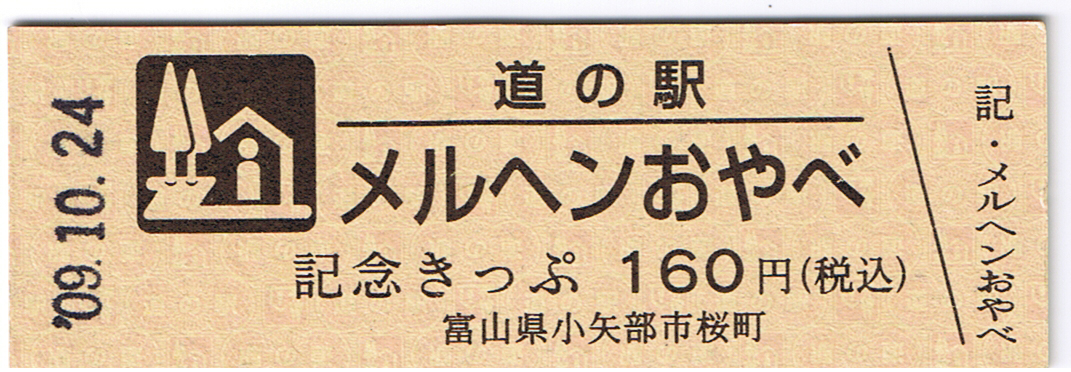 '09.10.24
道の駅
メルヘンおやべ
記念きっぷ 160円(税込)
富山県小矢部市桜町
記・メルヘンおやべ